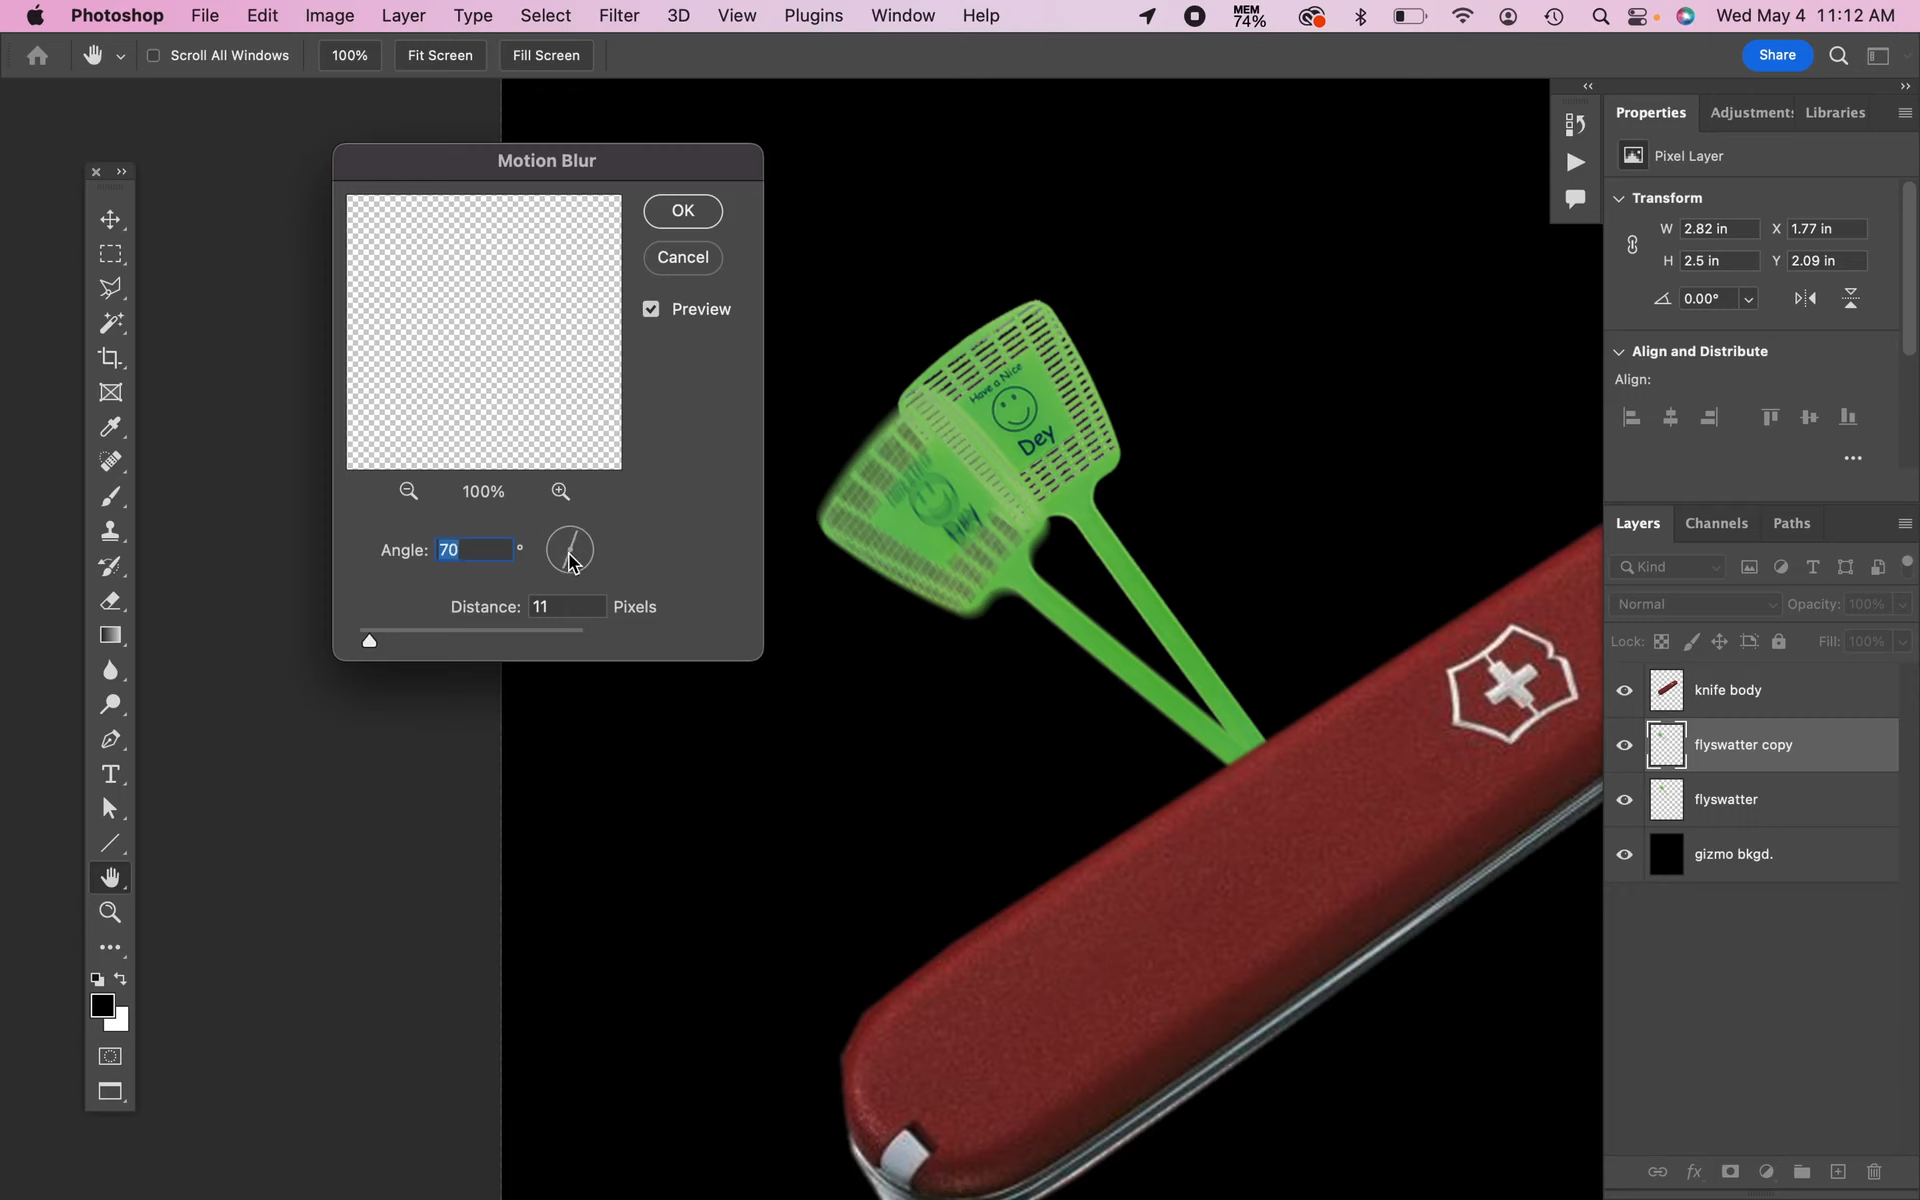 Photoshop File Edit Image Layer Type Select Filter 3D View Plugins Window Help MEM 74% Wed May 4 11:12 AM
Scroll All Windows 100% Fit Screen Fill Screen Share
Properties Adjustments Libraries
Pixel Layer
Transform
W 2.82 in X 1.77 in
H 2.5 in Y 2.09 in
0.00°
Align and Distribute
Align:
Motion Blur
OK
Cancel
Preview
100%
Angle: 70 °
Distance: 11 Pixels
Have a Nice
Dey
Layers Channels Paths
Kind
Normal Opacity: 100%
Lock: Fill: 100%
knife body
flyswatter copy
flyswatter
gizmo bkgd.